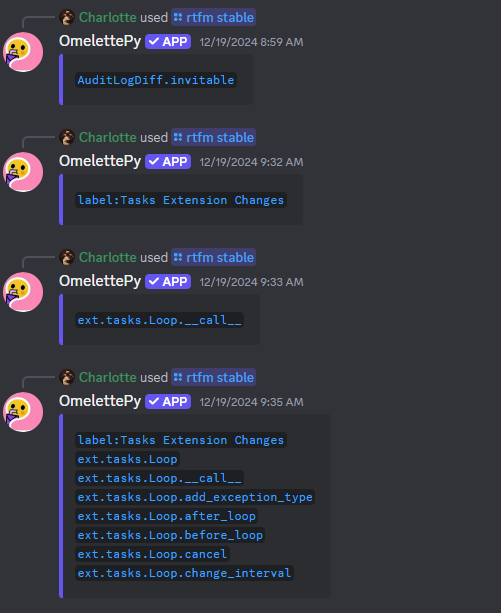 Charlotte used rtfm stable
OmelettePy APP 12/19/2024 8:59 AM
AuditLogDiff.invitable
Charlotte used rtfm stable
OmelettePy APP 12/19/2024 9:32 AM
label:Tasks Extension Changes
Charlotte used rtfm stable
OmelettePy APP 12/19/2024 9:33 AM
ext.tasks.Loop.__call__
Charlotte used rtfm stable
OmelettePy APP 12/19/2024 9:35 AM
label:Tasks Extension Changes
ext.tasks.Loop
ext.tasks.Loop.__call__
ext.tasks.Loop.add_exception_type
ext.tasks.Loop.after_loop
ext.tasks.Loop.before_loop
ext.tasks.Loop.cancel
ext.tasks.Loop.change_interval